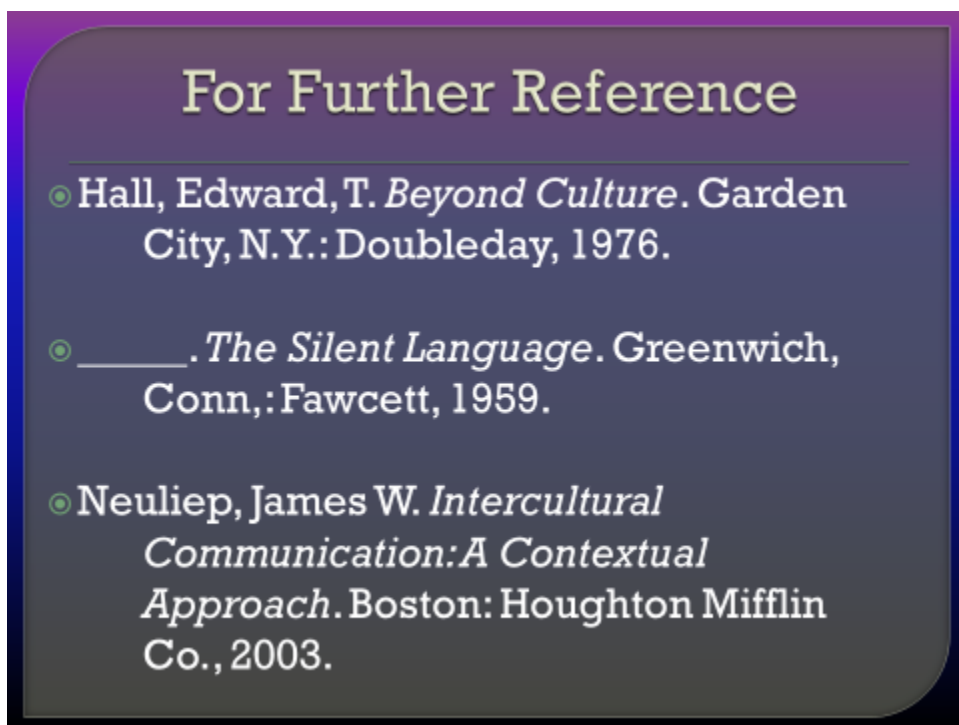 For Further Reference
Hall, Edward, T. Beyond Culture. Garden
City, N.Y.: Doubleday, 1976.
_____. The Silent Language. Greenwich,
Conn,: Fawcett, 1959.
Neuliep, James W. Intercultural
Communication: A Contextual
Approach. Boston: Houghton Mifflin
Co., 2003.